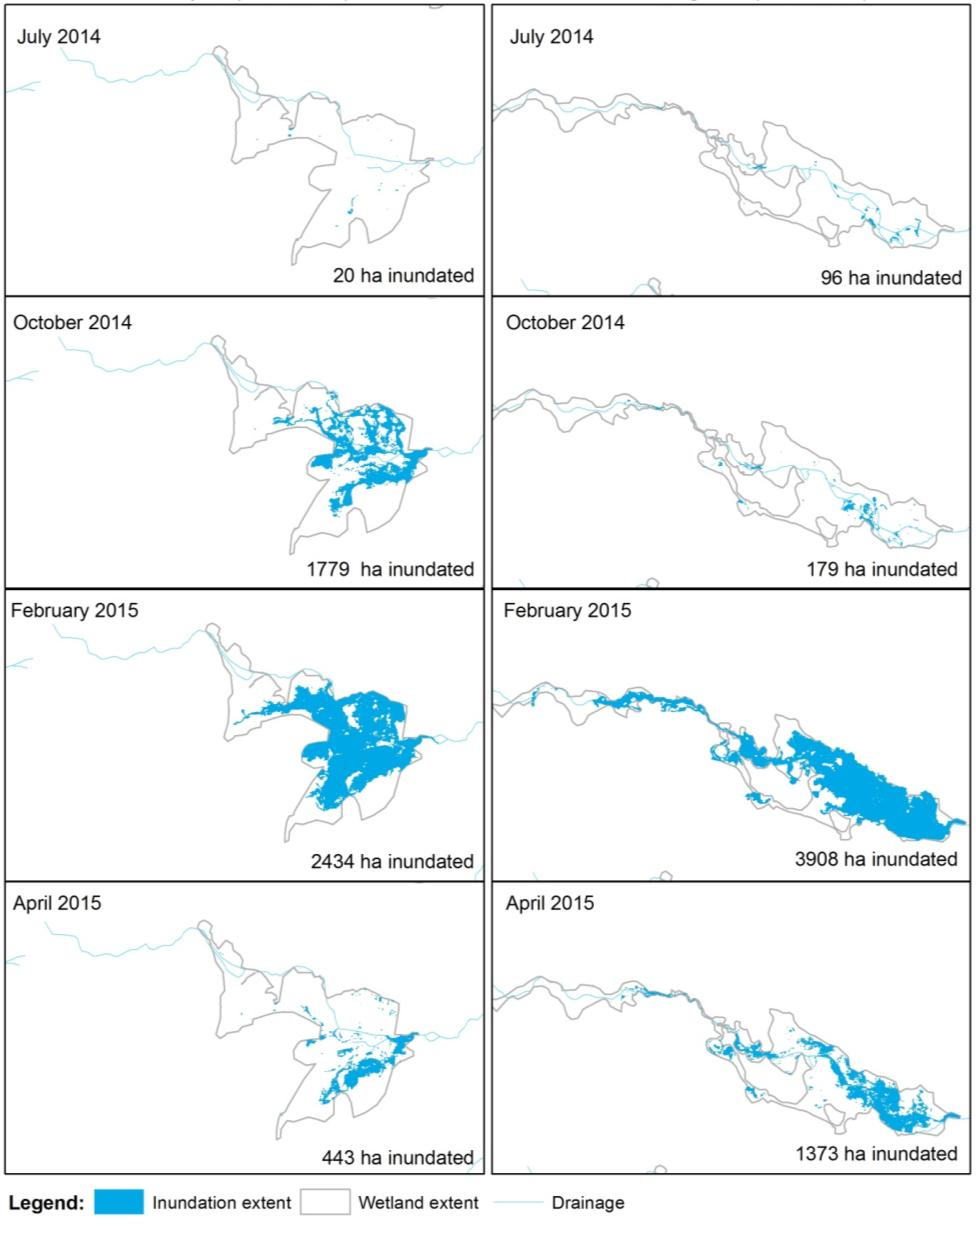 July 2014
July 2014
20 ha inundated
96 ha inundated
October 2014
October 2014
1779 ha inundated
179 ha inundated
February 2015
February 2015
2434 ha inundated
3908 ha inundated
April 2015
April 2015
443 ha inundated
1373 ha inundated
Legend: Inundation extent Wetland extent Drainage